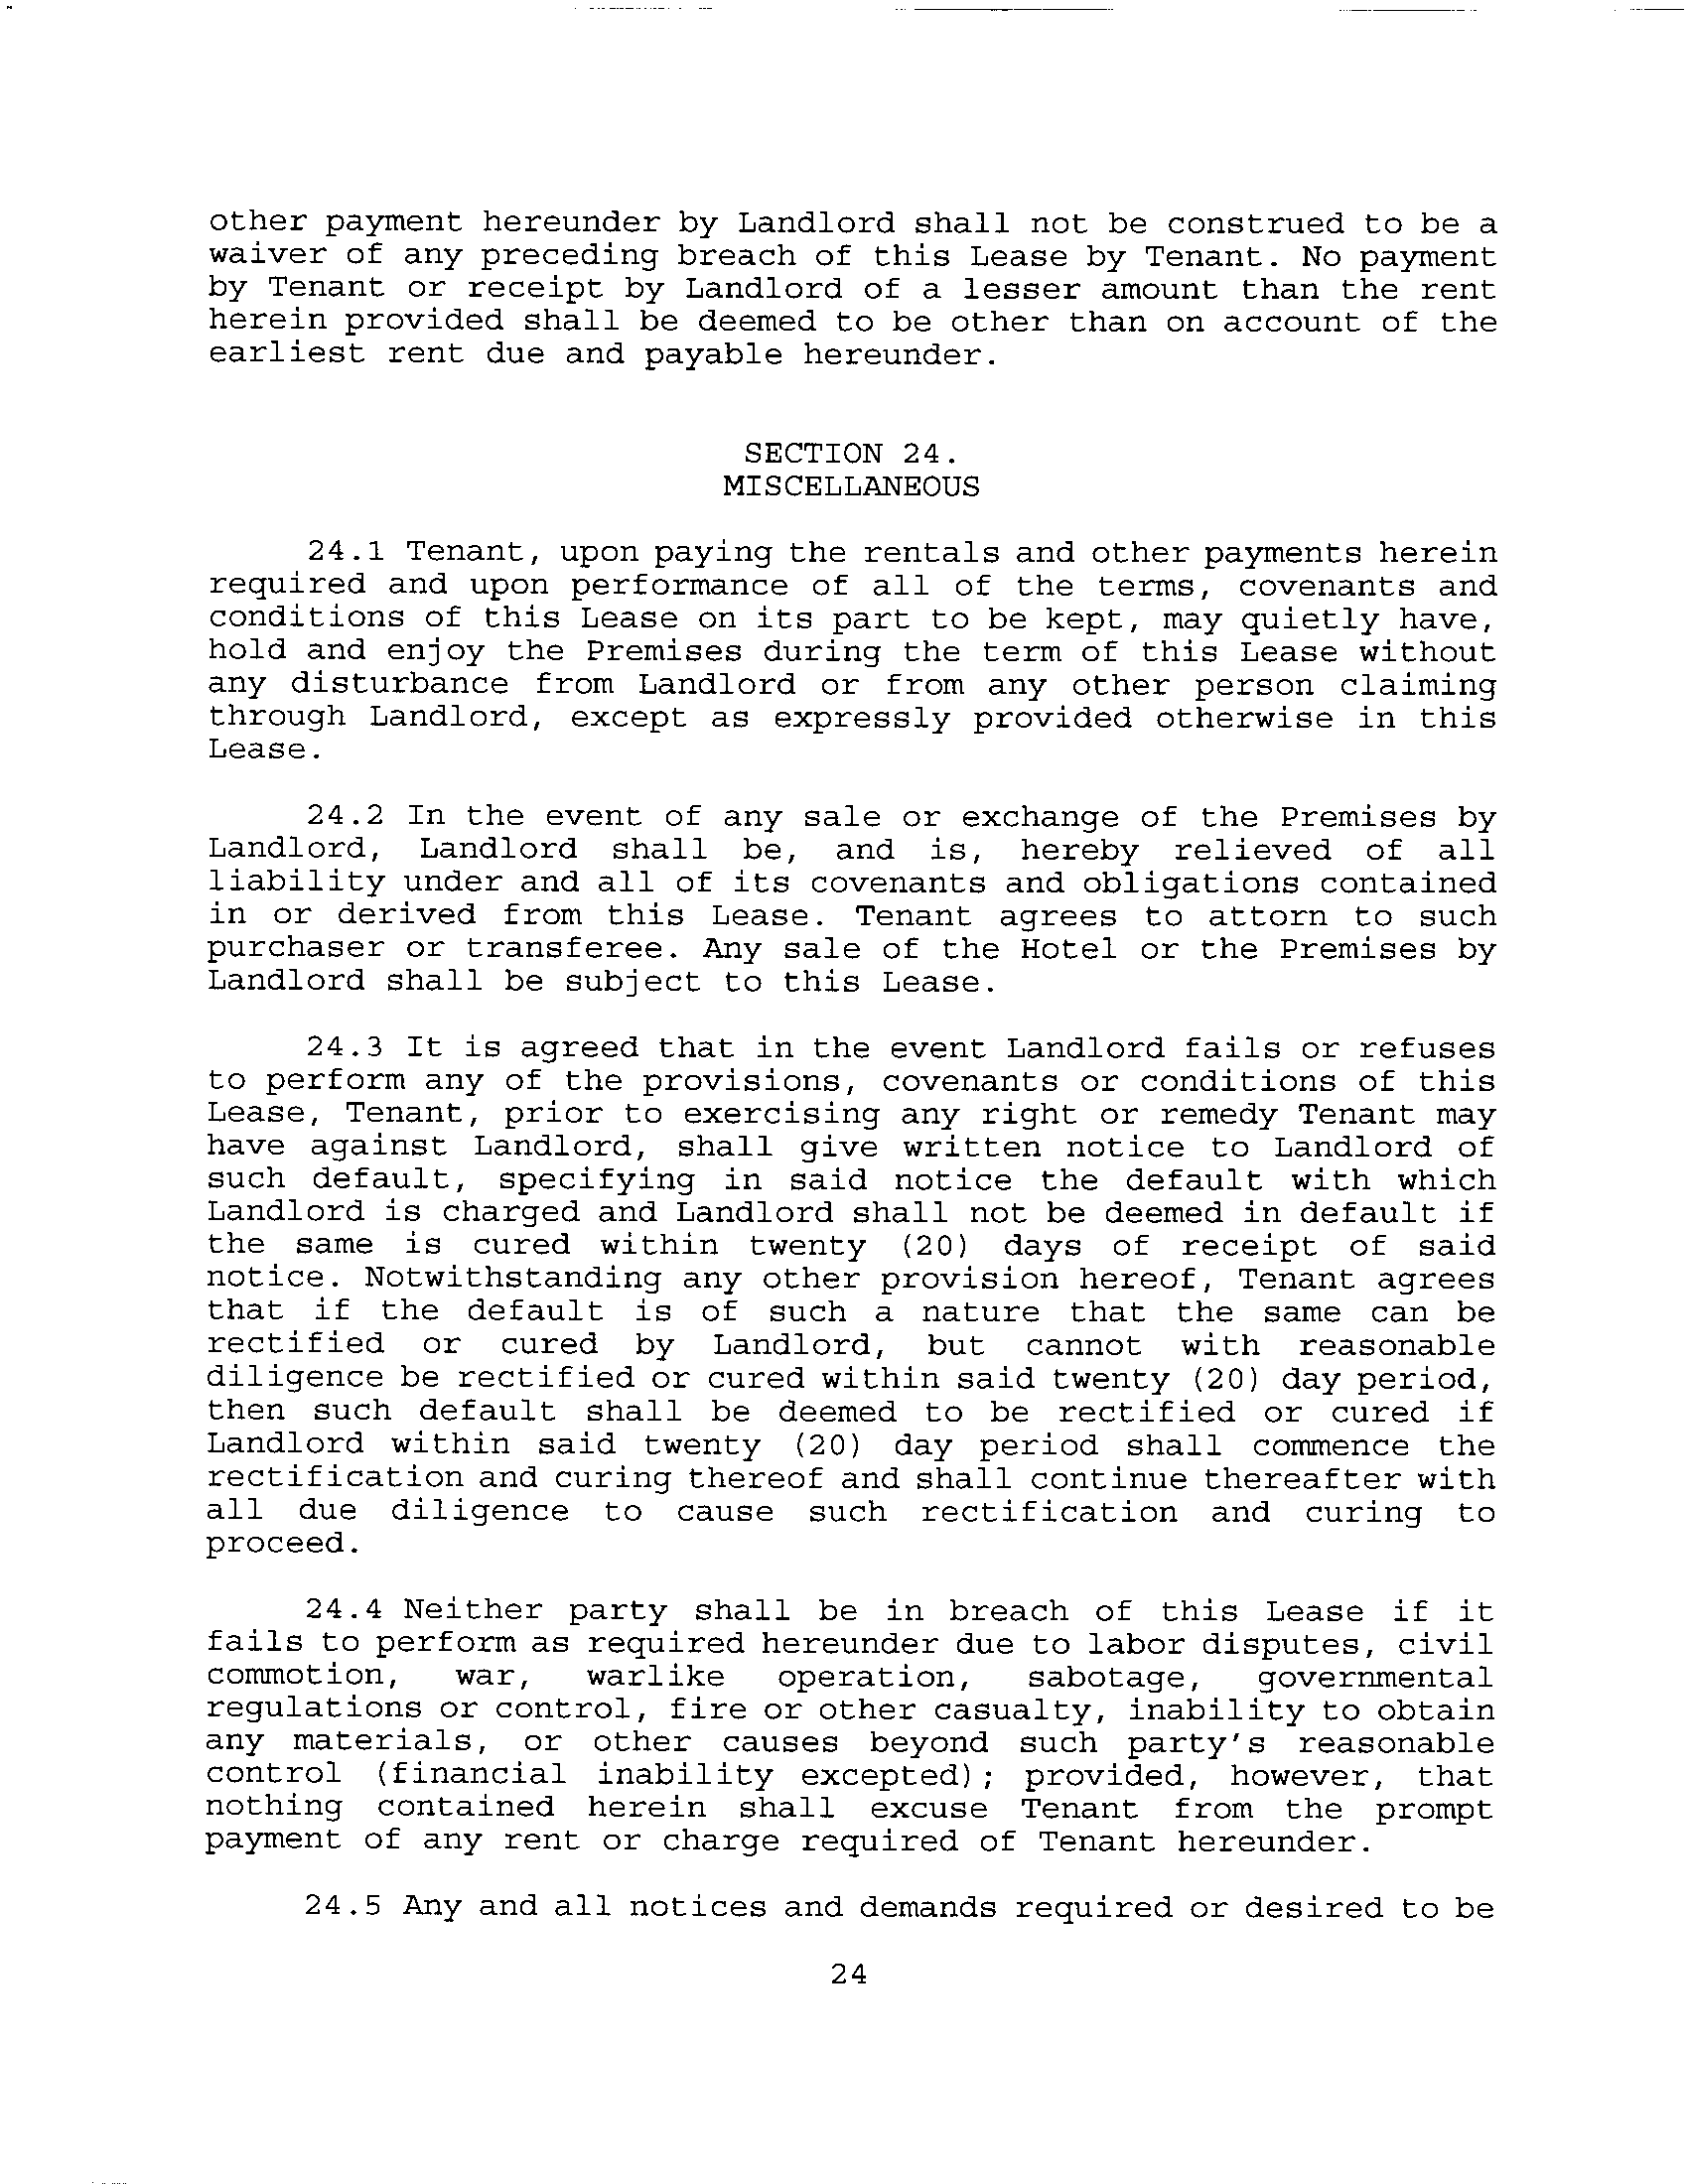 other payment hereunder by Landlord shall not be construed to be a
waiver of any preceding breach of this Lease by Tenant. No payment
by Tenant or receipt by Landlord of a lesser amount than the rent
herein provided shall be deemed to be other than on account of the
earliest rent due and payable hereunder.
SECTION 24.
MISCELLANEOUS
24.1 Tenant, upon paying the rentals and other payments herein
required and upon performance of all of the terms, covenants and
conditions of this Lease on its part to be kept, may quietly have,
hold and enjoy the Premises during the term of this Lease without
any disturbance from Landlord or from any other person claiming
through Landlord, except as expressly provided otherwise in this
Lease.
24.2 In the event of any sale or exchange of the Premises by
Landlord, Landlord shall be, and is, hereby relieved of all
liability under and all of its covenants and obligations contained
in or derived from this Lease. Tenant agrees to attorn to such
purchaser or transferee. Any sale of the Hotel or the Premises by
Landlord shall be subject to this Lease.
24.3 It is agreed that in the event Landlord fails or refuses
to perform any of the provisions, covenants or conditions of this
Lease, Tenant, prior to exercising any right or remedy Tenant may
have against Landlord, shall give written notice to Landlord of
such default, specifying in said notice the default with which
Landlord is charged and Landlord shall not be deemed in default if
the same is cured within twenty (20) days of receipt of said
notice. Notwithstanding any other provision hereof, Tenant agrees
that if the default is of such a nature that the same can be
rectified or cured by Landlord, but cannot with reasonable
diligence be rectified or cured within said twenty (20) day period,
then such default shall be deemed to be rectified or cured if
Landlord within said twenty (20) day period shall commence the
rectification and curing thereof and shall continue thereafter with
all due diligence to cause such rectification and curing to
proceed.
24.4 Neither party shall be in breach of this Lease if it
fails to perform as required hereunder due to labor disputes, civil
commotion, war, warlike operation, sabotage, governmental
regulations or control, fire or other casualty, inability to obtain
any materials, or other causes beyond such party's reasonable
control (financial inability excepted); provided, however, that
nothing contained herein shall excuse Tenant from the prompt
payment of any rent or charge required of Tenant hereunder.
24.5 Any and all notices and demands required or desired to be
24